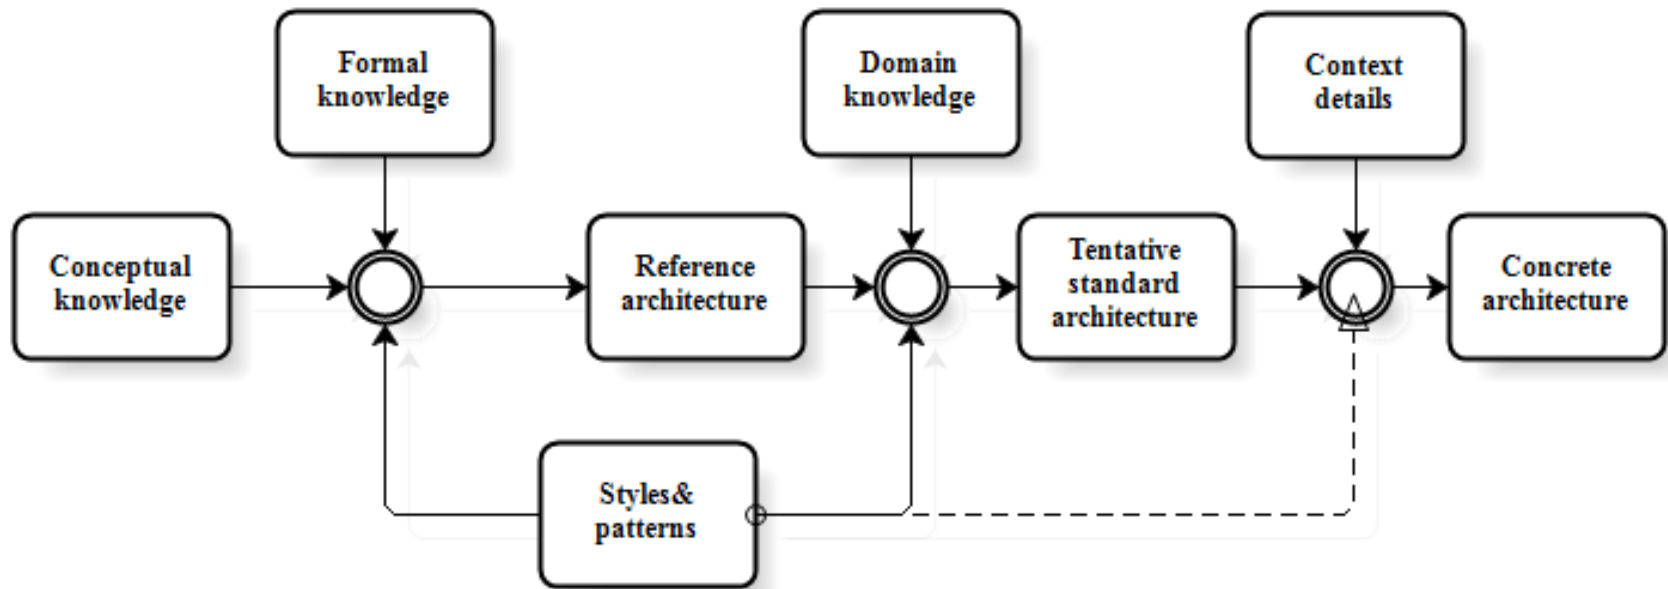 Formal
knowledge
Domain
knowledge
Context
details
Conceptual
knowledge
Reference
architecture
Tentative
standard
architecture
Concrete
architecture
Styles&
patterns